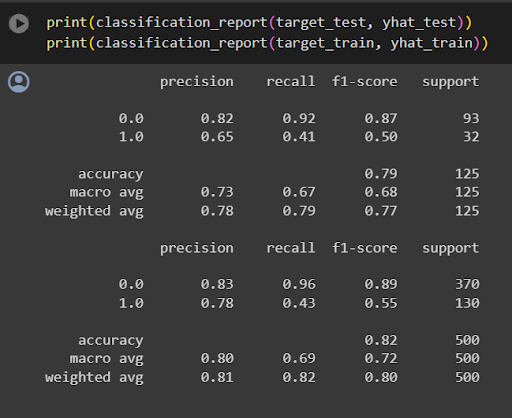 print(classification_report(target_test, yhat_test))
print(classification_report(target_train, yhat_train))
precision recall f1-score support
0.0 0.82 0.92 0.87 93
1.0 0.65 0.41 0.50 32
accuracy 0.79 125
macro avg 0.73 0.67 0.68 125
weighted avg 0.78 0.79 0.77 125
precision recall f1-score support
0.0 0.83 0.96 0.89 370
1.0 0.78 0.43 0.55 130
accuracy 0.82 500
macro avg 0.80 0.69 0.72 500
weighted avg 0.81 0.82 0.80 500